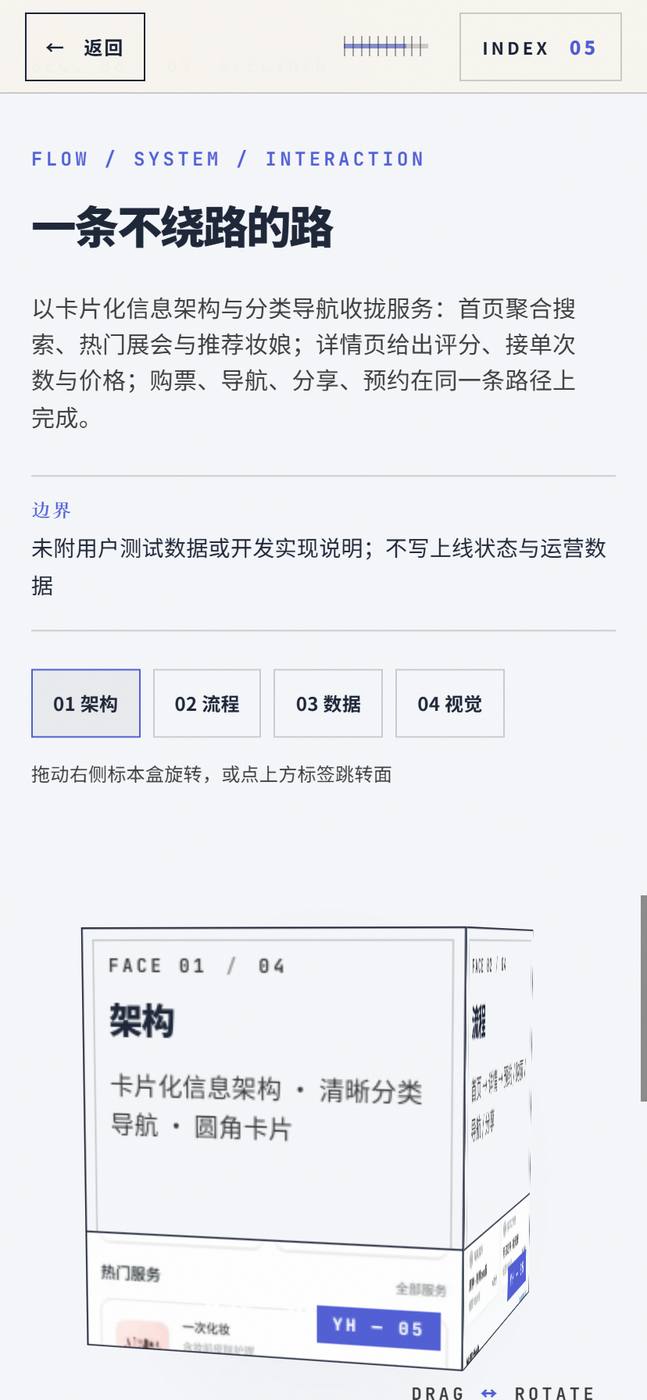 ← 返回
INDEX 05
FLOW / SYSTEM / INTERACTION
一条不绕路的路
以卡片化信息架构与分类导航收拢服务：首页聚合搜
索、热门展会与推荐妆娘；详情页给出评分、接单次
数与价格；购票、导航、分享、预约在同一条路径上
完成。
边界
未附用户测试数据或开发实现说明；不写上线状态与运营数
据
01 架构
02 流程
03 数据
04 视觉
拖动右侧标本盒旋转，或点上方标签跳转面
FACE 01 / 04
架构
卡片化信息架构 · 清晰分类
导航 · 圆角卡片
热门服务
全部服务
一次化妆
YH — 05
FACE 02 / 04
流程
导航/分享
DRAG ↔ ROTATE